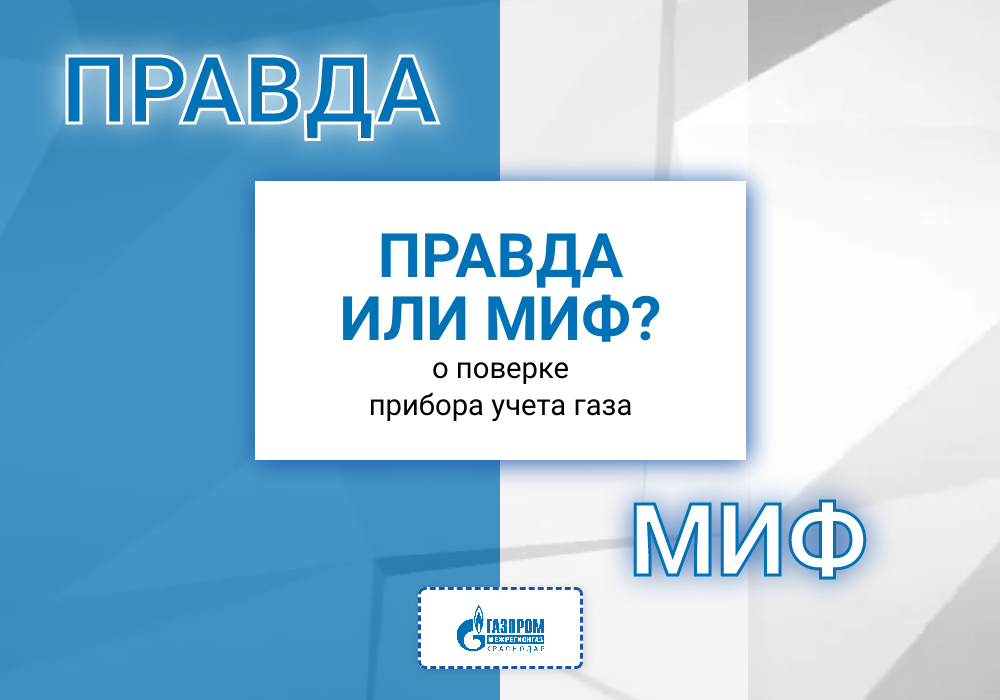 ПРАВДА
ПРАВДА
ИЛИ МИФ?
о поверке
прибора учета газа
МИФ
ГАЗПРОМ
МЕЖРЕГИОНГАЗ
КРАСНОДАР